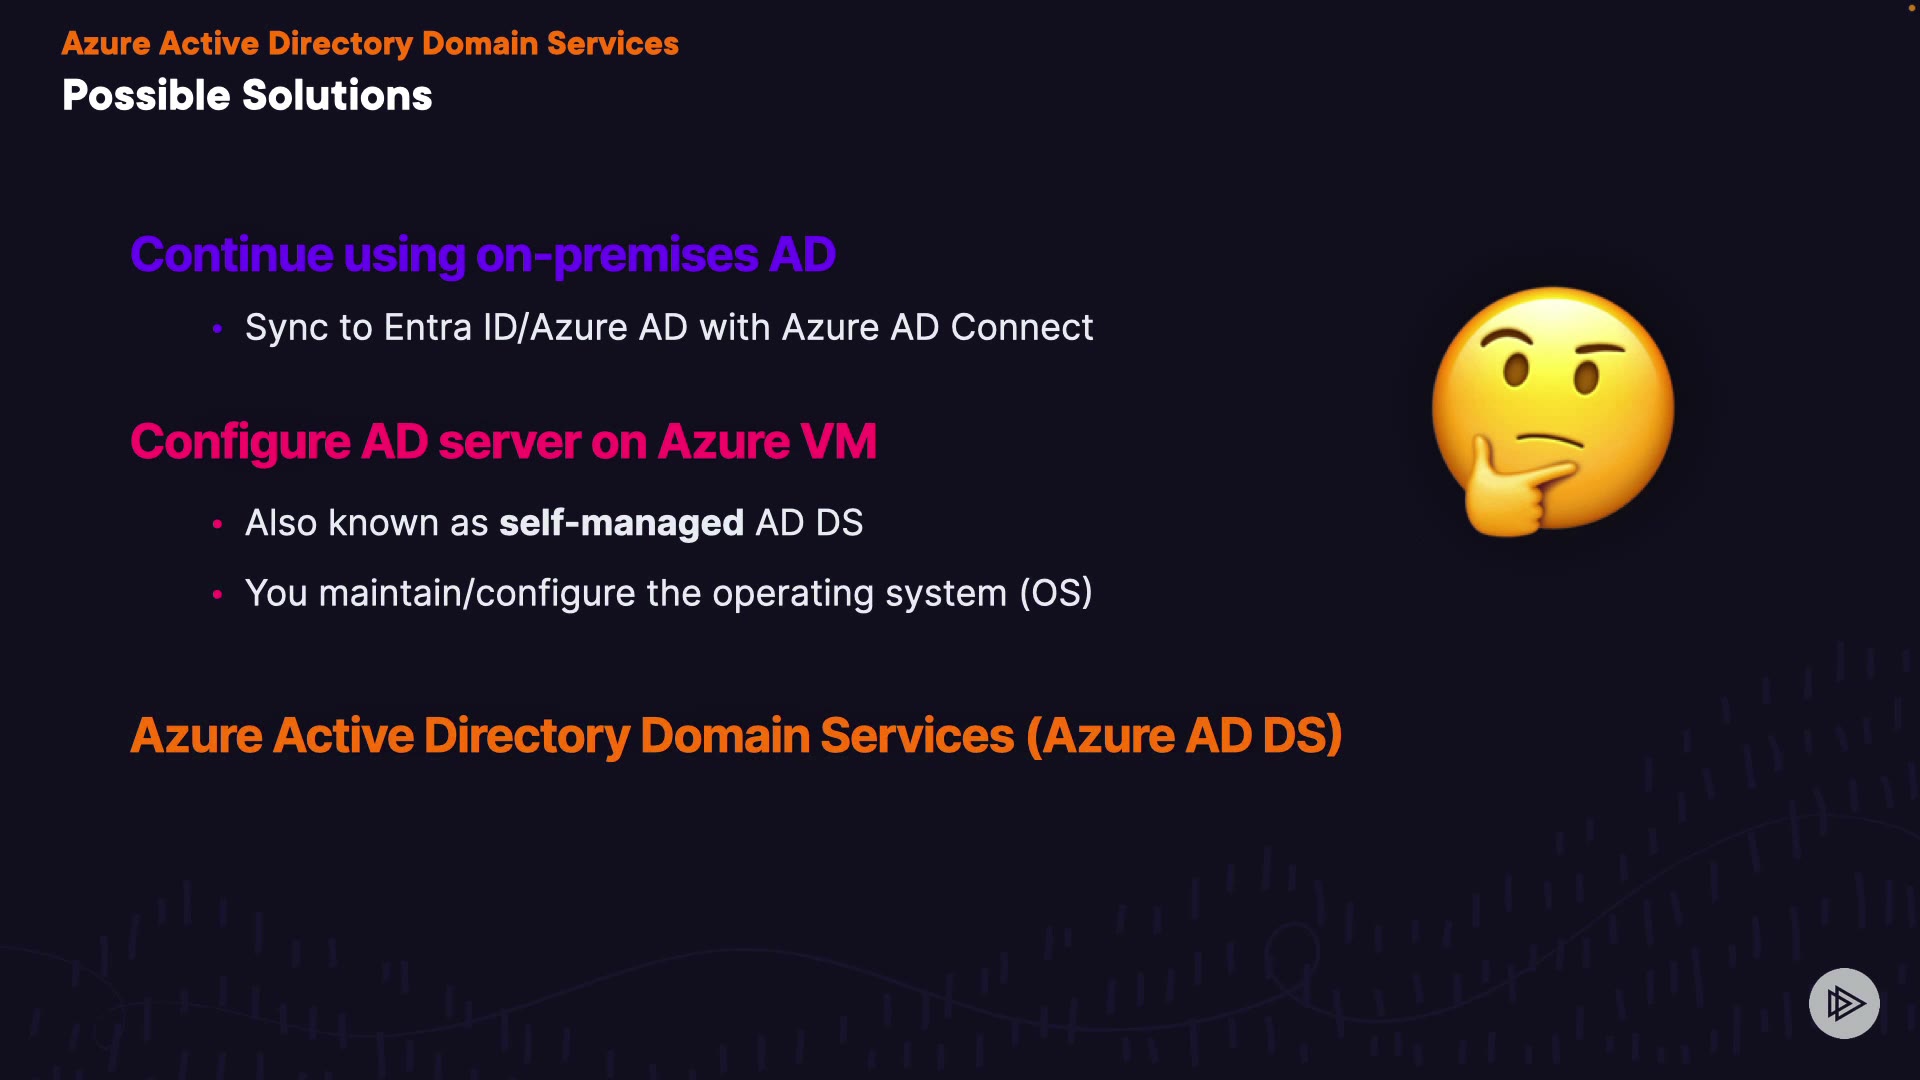 Azure Active Directory Domain Services
Possible Solutions
Continue using on-premises AD
• Sync to Entra ID/Azure AD with Azure AD Connect
Configure AD server on Azure VM
• Also known as self-managed AD DS
• You maintain/configure the operating system (OS)
Azure Active Directory Domain Services (Azure AD DS)